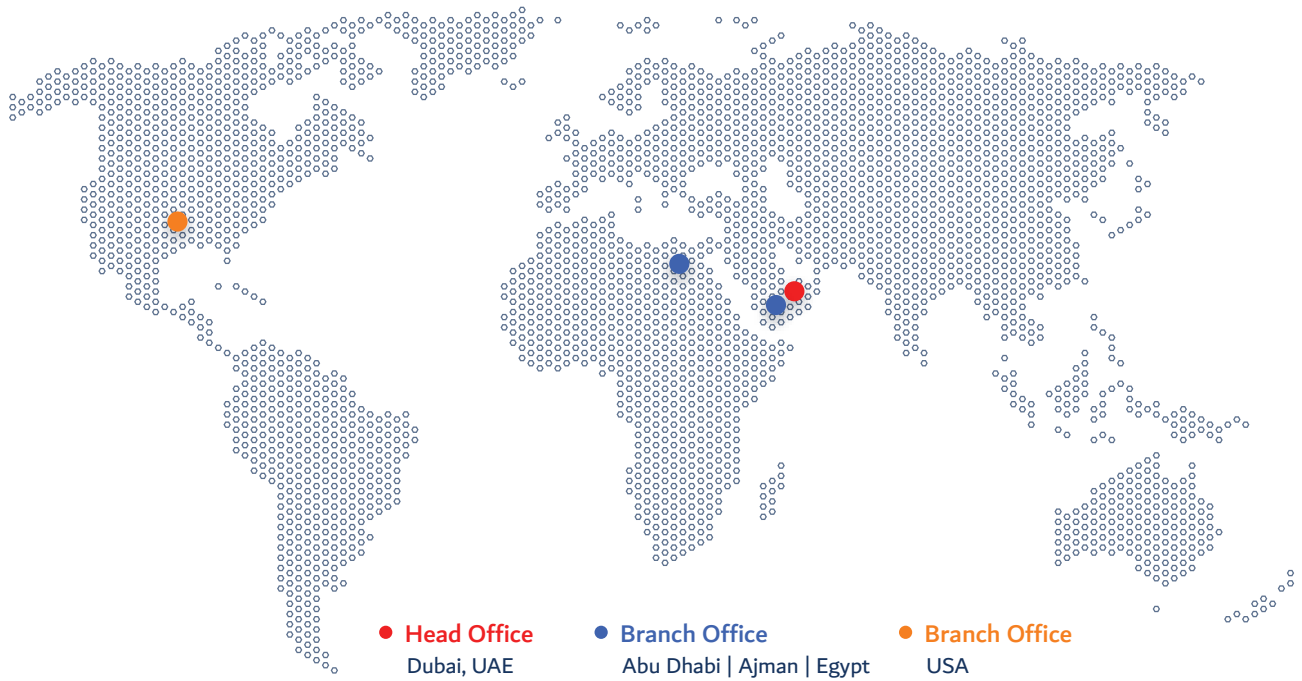 Head Office
Dubai, UAE
Branch Office
Abu Dhabi | Ajman | Egypt
Branch Office
USA